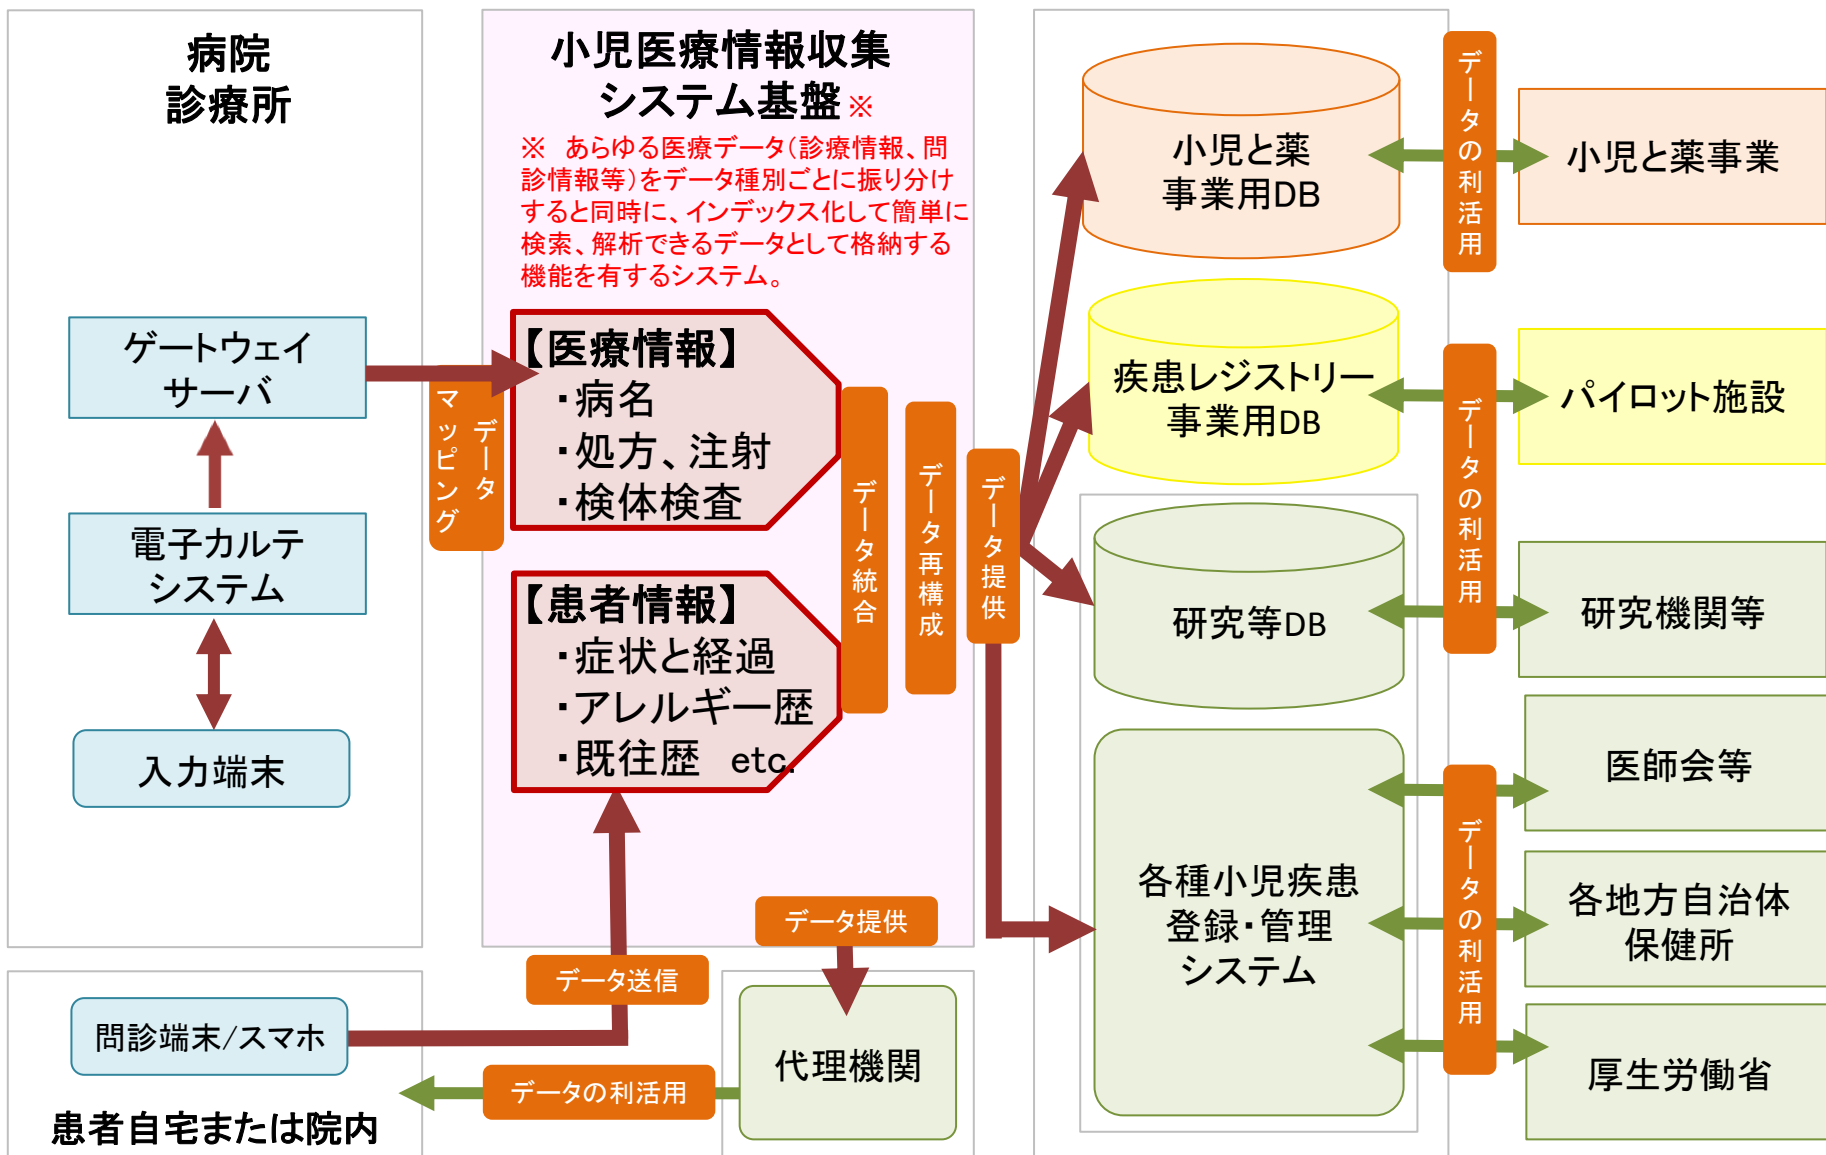 病院
診療所
ゲートウェイ
サーバ
電子カルテ
システム
入力端末
データ
マッピング
小児医療情報収集
システム基盤※
※　あらゆる医療データ（診療情報、問
診情報等）をデータ種別ごとに振り分け
すると同時に、インデックス化して簡単に
検索、解析できるデータとして格納する
機能を有するシステム。
【医療情報】
・病名
・処方、注射
・検体検査
【患者情報】
・症状と経過
・アレルギー歴
・既往歴　etc.
データ統合
データ再構成
データ提供
小児と薬
事業用DB
疾患レジストリー
事業用DB
研究等DB
各種小児疾患
登録・管理
システム
データの利活用
データの利活用
データの利活用
小児と薬事業
パイロット施設
研究機関等
医師会等
各地方自治体
保健所
厚生労働省
問診端末/スマホ
患者自宅または院内
データ送信
データの利活用
データ提供
代理機関